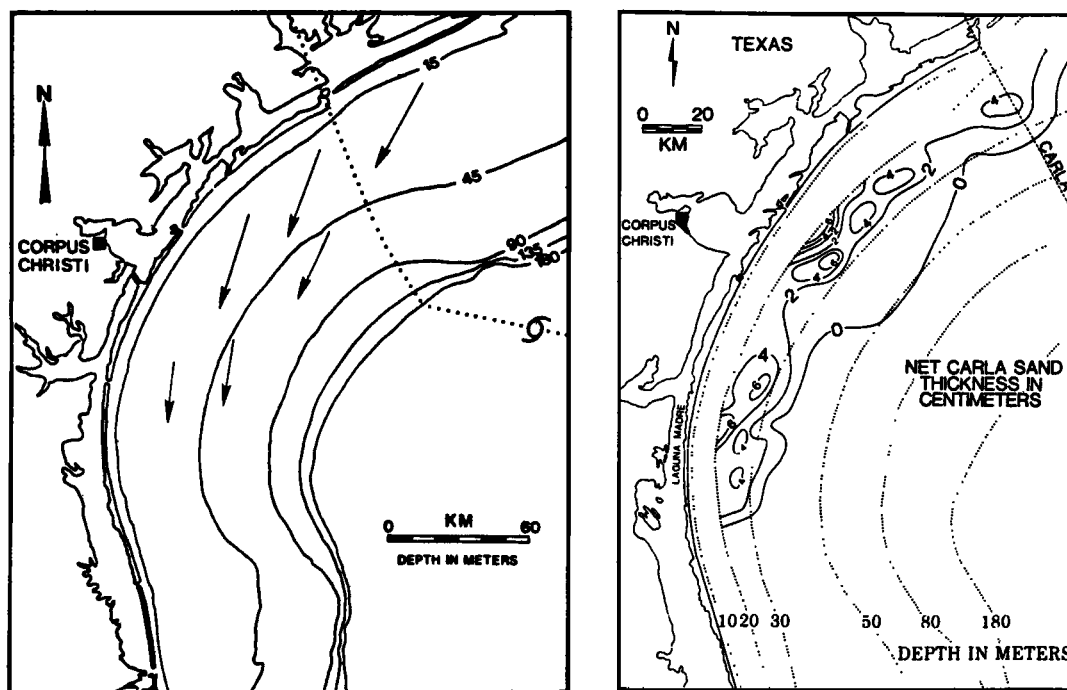 N
15
45
90
135
180
CORPUS
CHRISTI
KM
0 60
DEPTH IN METERS
N
TEXAS
0 20
KM
CARLA
CORPUS
CHRISTI
4
2
0
4
4
4
2
0
4
6
NET CARLA SAND
THICKNESS IN
CENTIMETERS
LAGUNA MADRE
10 20 30 50 80 180
DEPTH IN METERS